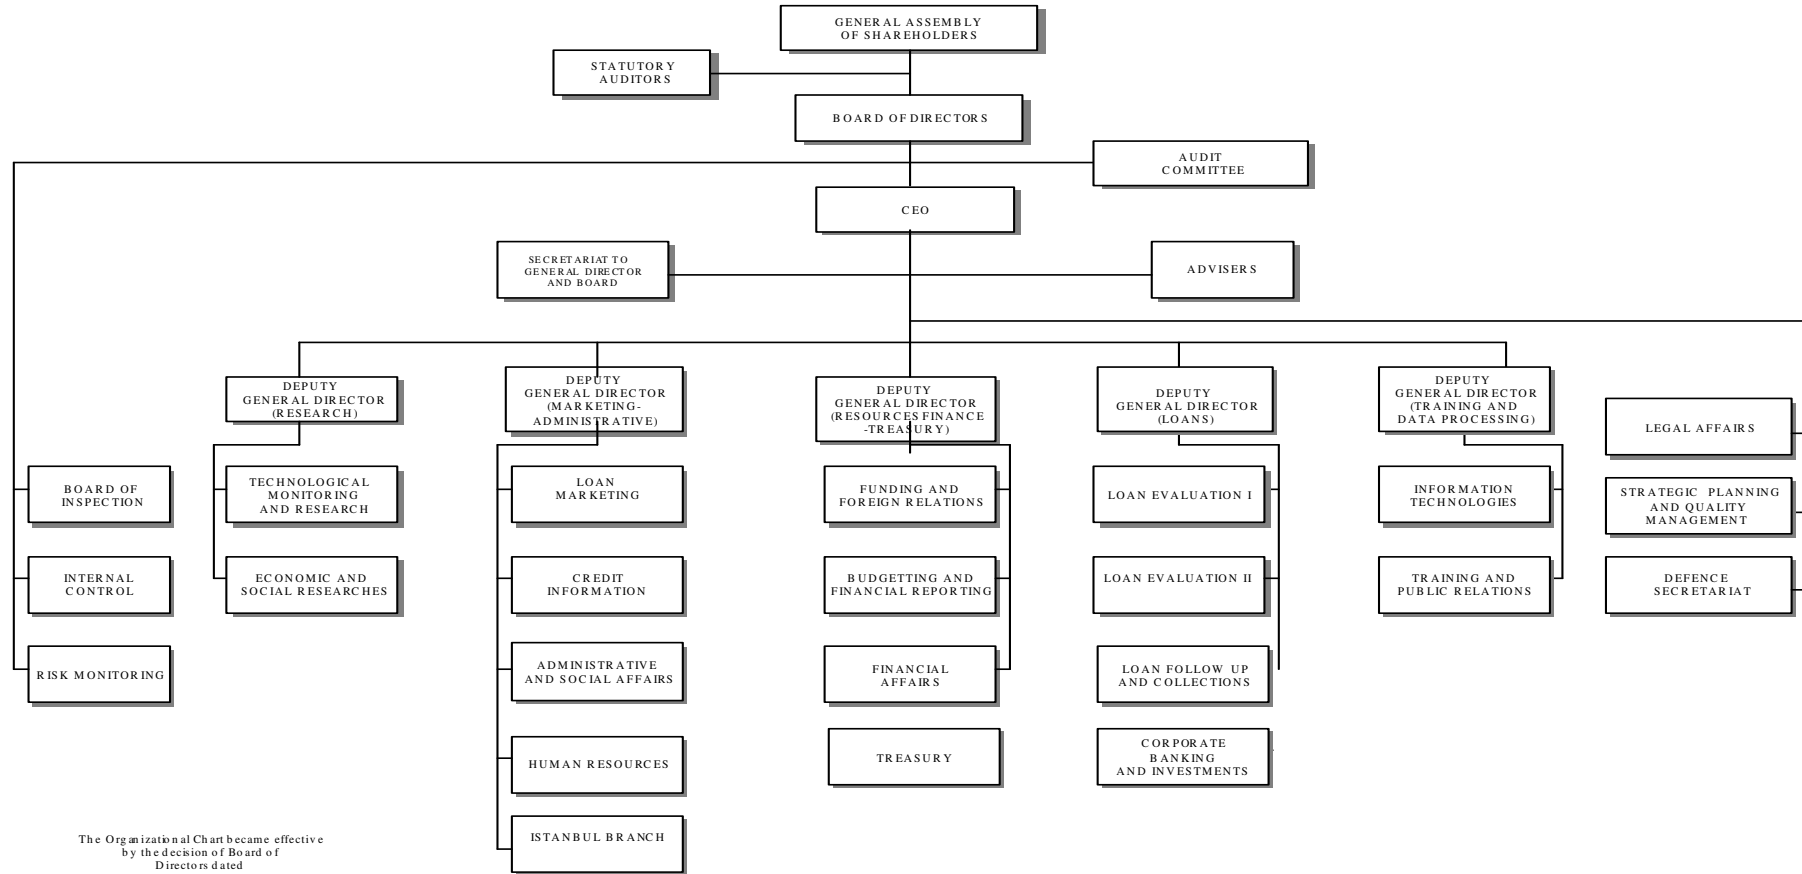 GENERAL ASSEMBLY
OF SHAREHOLDERS
STATUTORY
AUDITORS
BOARD OF DIRECTORS
AUDIT
COMMITTEE
CEO
SECRETARIAT TO
GENERAL DIRECTOR
AND BOARD
ADVISERS
DEPUTY
GENERAL DIRECTOR
(RESEARCH)
DEPUTY
GENERAL DIRECTOR
(MARKETING-
ADMINISTRATIVE)
DEPUTY
GENERAL DIRECTOR
(RESOURCES FINANCE
-TREASURY)
DEPUTY
GENERAL DIRECTOR
(LOANS)
DEPUTY
GENERAL DIRECTOR
(TRAINING AND
DATA PROCESSING)
LEGAL AFFAIRS
BOARD OF
INSPECTION
TECHNOLOGICAL
MONITORING
AND RESEARCH
LOAN
MARKETING
FUNDING AND
FOREIGN RELATIONS
LOAN EVALUATION I
INFORMATION
TECHNOLOGIES
STRATEGIC PLANNING
AND QUALITY
MANAGEMENT
INTERNAL
CONTROL
ECONOMIC AND
SOCIAL RESEARCHES
CREDIT
INFORMATION
BUDGETTING AND
FINANCIAL REPORTING
LOAN EVALUATION II
TRAINING AND
PUBLIC RELATIONS
DEFENCE
SECRETARIAT
RISK MONITORING
ADMINISTRATIVE
AND SOCIAL AFFAIRS
FINANCIAL
AFFAIRS
LOAN FOLLOW UP
AND COLLECTIONS
HUMAN RESOURCES
TREASURY
CORPORATE
BANKING
AND INVESTMENTS
ISTANBUL BRANCH
The Organizational Chart became effective
by the decision of Board of
Directors dated